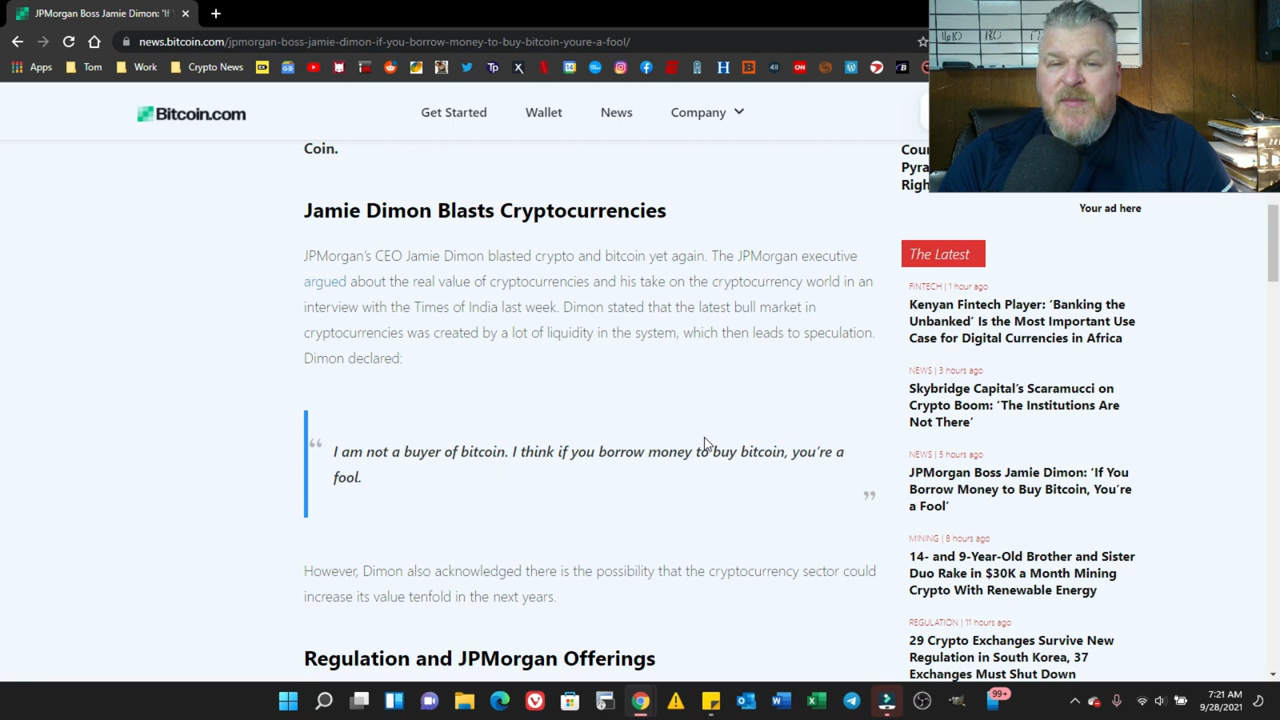 JPMorgan Boss Jamie Dimon: 'If
news.bitcoin.com/jpmorgan-boss-jamie-dimon-if-you-borrow-money-to-buy-bitcoin-youre-a-fool/
Apps Tom Work Crypto News
Bitcoin.com Get Started Wallet News Company
Coin.
Jamie Dimon Blasts Cryptocurrencies
JPMorgan's CEO Jamie Dimon blasted crypto and bitcoin yet again. The JPMorgan executive
argued about the real value of cryptocurrencies and his take on the cryptocurrency world in an
interview with the Times of India last week. Dimon stated that the latest bull market in
cryptocurrencies was created by a lot of liquidity in the system, which then leads to speculation.
Dimon declared:
“ I am not a buyer of bitcoin. I think if you borrow money to buy bitcoin, you're a
fool.
”
However, Dimon also acknowledged there is the possibility that the cryptocurrency sector could
increase its value tenfold in the next years.
Regulation and JPMorgan Offerings
Your ad here
The Latest
FINTECH | 1 hour ago
Kenyan Fintech Player: 'Banking the
Unbanked' Is the Most Important Use
Case for Digital Currencies in Africa
NEWS | 3 hours ago
Skybridge Capital's Scaramucci on
Crypto Boom: 'The Institutions Are
Not There'
NEWS | 5 hours ago
JPMorgan Boss Jamie Dimon: 'If You
Borrow Money to Buy Bitcoin, You're
a Fool'
MINING | 8 hours ago
14- and 9-Year-Old Brother and Sister
Duo Rake in $30K a Month Mining
Crypto With Renewable Energy
REGULATION | 11 hours ago
29 Crypto Exchanges Survive New
Regulation in South Korea, 37
Exchanges Must Shut Down
99+
7:21 AM
9/28/2021